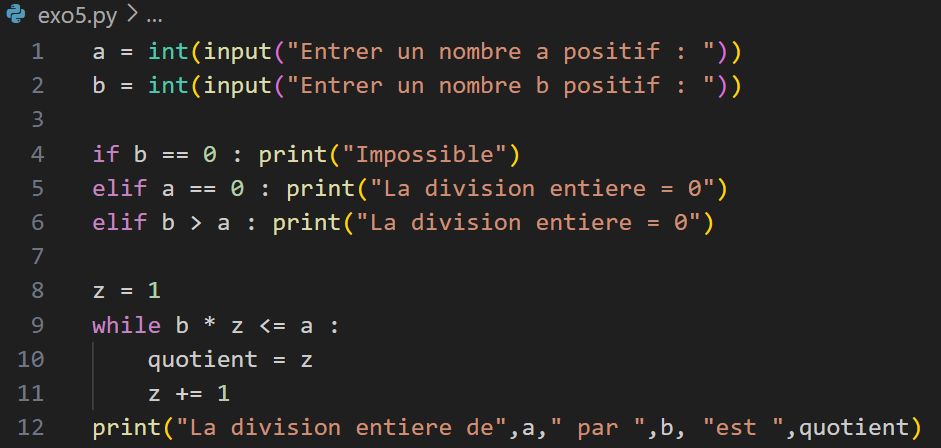 exo5.py > ...
1 a = int(input("Entrer un nombre a positif : "))
2 b = int(input("Entrer un nombre b positif : "))
3
4 if b == 0 : print("Impossible")
5 elif a == 0 : print("La division entiere = 0")
6 elif b > a : print("La division entiere = 0")
7
8 z = 1
9 while b * z <= a :
10     quotient = z
11     z += 1
12 print("La division entiere de",a," par ",b, "est ",quotient)